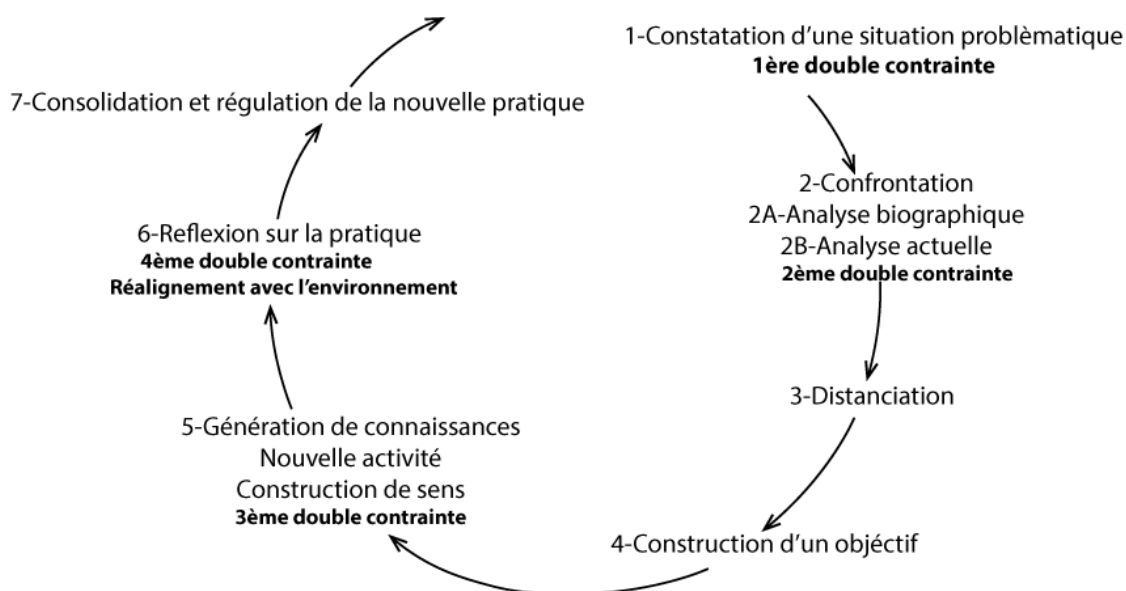 1-Constatation d'une situation problèmatique
1ère double contrainte
2-Confrontation
2A-Analyse biographique
2B-Analyse actuelle
2ème double contrainte
3-Distanciation
4-Construction d'un objéctif
5-Génération de connaissances
Nouvelle activité
Construction de sens
3ème double contrainte
6-Reflexion sur la pratique
4ème double contrainte
Réalignement avec l'environnement
7-Consolidation et régulation de la nouvelle pratique